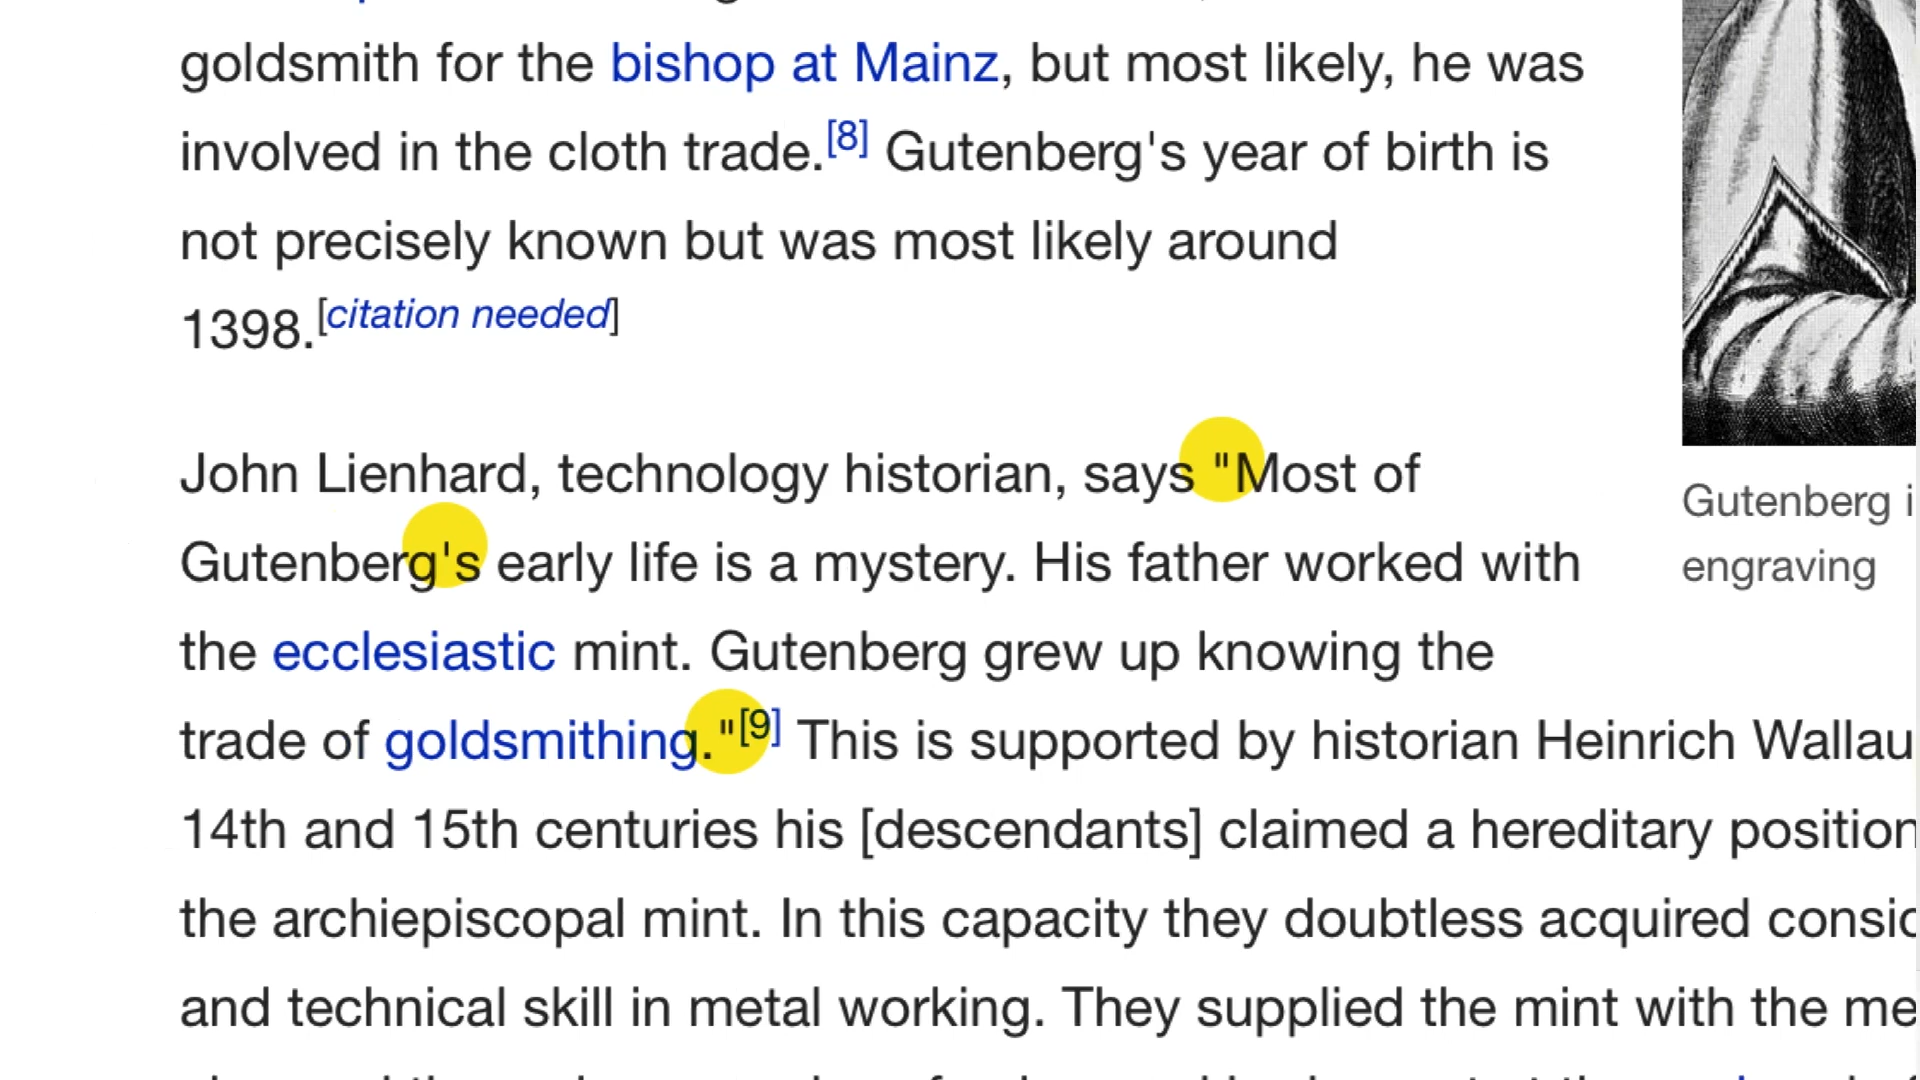 goldsmith for the bishop at Mainz, but most likely, he was
involved in the cloth trade.[8] Gutenberg's year of birth is
not precisely known but was most likely around
1398.[citation needed]
John Lienhard, technology historian, says "Most of
Gutenberg's early life is a mystery. His father worked with
the ecclesiastic mint. Gutenberg grew up knowing the
trade of goldsmithing."[9] This is supported by historian Heinrich Wallau
14th and 15th centuries his [descendants] claimed a hereditary position
the archiepiscopal mint. In this capacity they doubtless acquired
and technical skill in metal working. They supplied the mint with the
Gutenberg
engraving